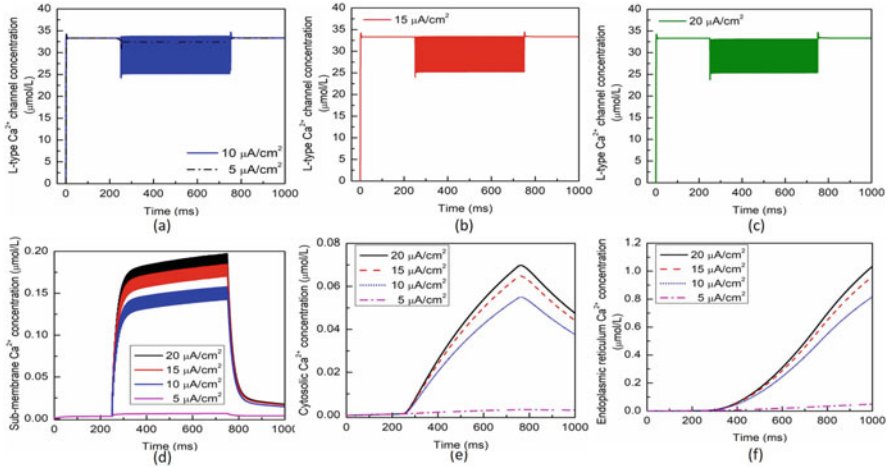 40
35
30
25
20
15
10
5
0
L-type Ca²⁺ channel concentration
(μmol/L)
10 μA/cm²
5 μA/cm²
0 200 400 600 800 1000
Time (ms)
(a)
40
35
30
25
20
15
10
5
0
L-type Ca²⁺ channel concentration
(μmol/L)
15 μA/cm²
0 200 400 600 800 1000
Time (ms)
(b)
40
35
30
25
20
15
10
5
0
L-type Ca²⁺ channel concentration
(μmol/L)
20 μA/cm²
0 200 400 600 800 1000
Time (ms)
(c)
0.20
0.15
0.10
0.05
0.00
Sub-membrane Ca²⁺ concentration (μmol/L)
20 μA/cm²
15 μA/cm²
10 μA/cm²
5 μA/cm²
0 200 400 600 800 1000
Time (ms)
(d)
0.08
0.06
0.04
0.02
0.00
Cytosolic Ca²⁺ concentration (μmol/L)
20 μA/cm²
15 μA/cm²
10 μA/cm²
5 μA/cm²
0 200 400 600 800 1000
Time (ms)
(e)
1.2
1.0
0.8
0.6
0.4
0.2
0.0
Endoplasmic reticulum Ca²⁺ concentration
(μmol/L)
20 μA/cm²
15 μA/cm²
10 μA/cm²
5 μA/cm²
0 200 400 600 800 1000
Time (ms)
(f)